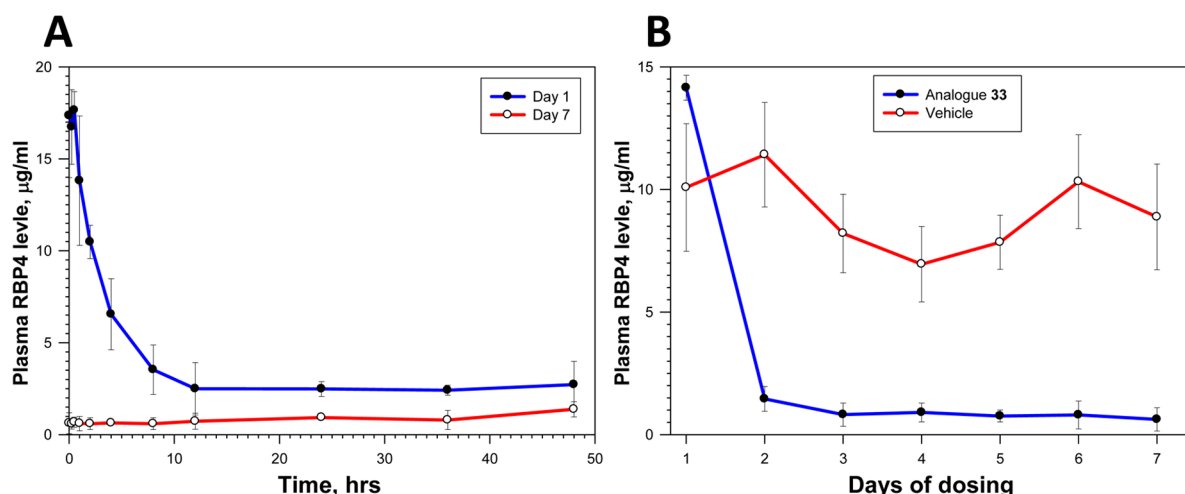 A
20
15
10
5
0
0 10 20 30 40 50
Plasma RBP4 levle, µg/ml
Time, hrs
Day 1
Day 7
B
15
10
5
0
1 2 3 4 5 6 7
Plasma RBP4 levle, µg/ml
Days of dosing
Analogue 33
Vehicle